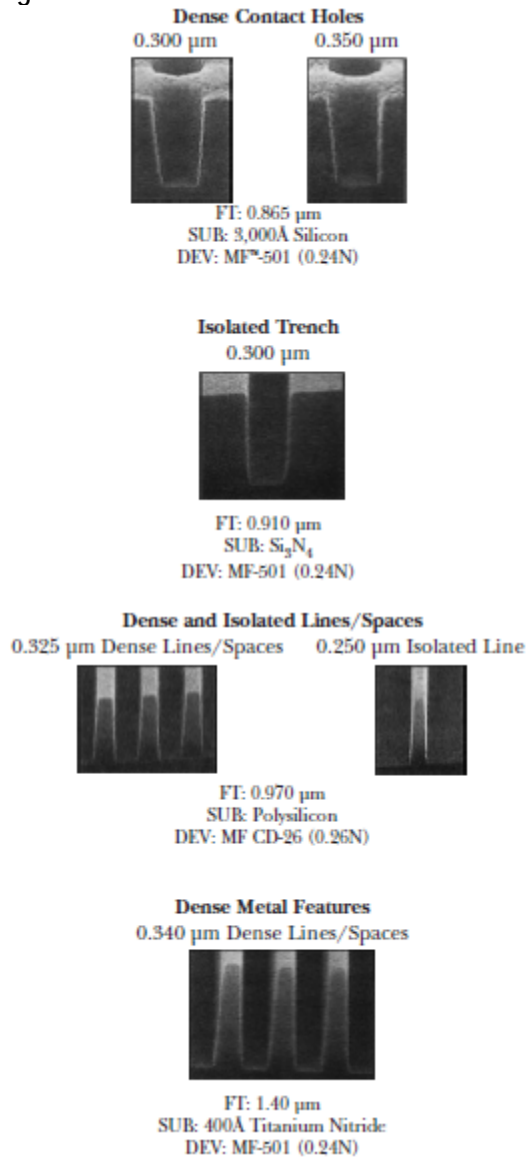 Dense Contact Holes
0.300 µm 0.350 µm
FT: 0.865 µm
SUB: 3,000Å Silicon
DEV: MF™-501 (0.24N)
Isolated Trench
0.300 µm
FT: 0.910 µm
SUB: Si₃N₄
DEV: MF-501 (0.24N)
Dense and Isolated Lines/Spaces
0.325 µm Dense Lines/Spaces 0.250 µm Isolated Line
FT: 0.970 µm
SUB: Polysilicon
DEV: MF CD-26 (0.26N)
Dense Metal Features
0.340 µm Dense Lines/Spaces
FT: 1.40 µm
SUB: 400Å Titanium Nitride
DEV: MF-501 (0.24N)